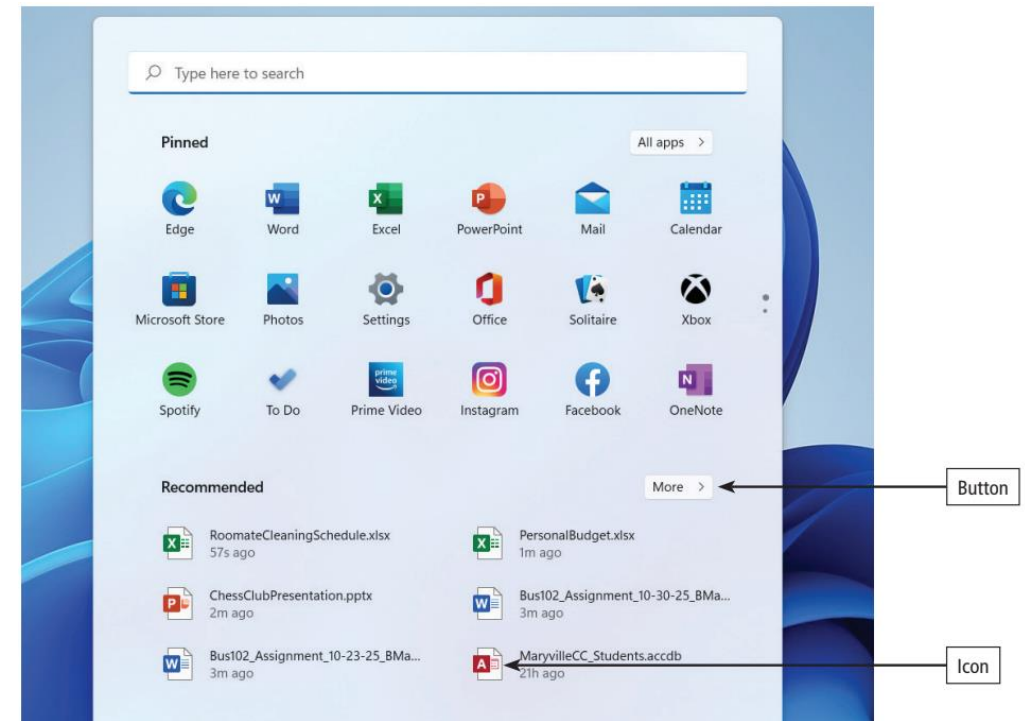 Type here to search
Pinned
All apps >
Edge
Word
Excel
PowerPoint
Mail
Calendar
Microsoft Store
Photos
Settings
Office
Solitaire
Xbox
prime video
Spotify
To Do
Prime Video
Instagram
Facebook
OneNote
Recommended
More >
Button
RoomateCleaningSchedule.xlsx
57s ago
PersonalBudget.xlsx
1m ago
ChessClubPresentation.pptx
2m ago
Bus102_Assignment_10-30-25_BMa...
3m ago
Bus102_Assignment_10-23-25_BMa...
3m ago
MaryvilleCC_Students.accdb
21h ago
Icon